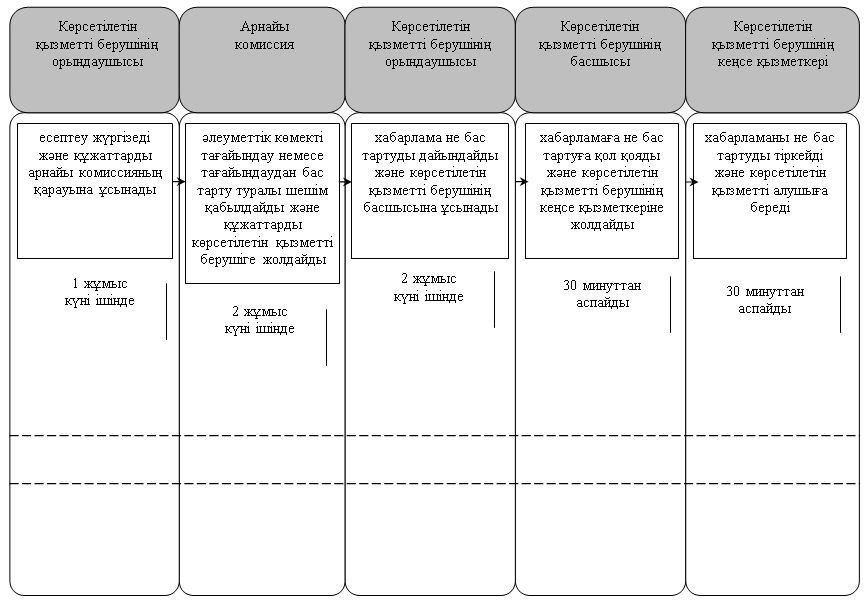 Көрсетілетін
қызметті берушінің
орындаушысы
Арнайы
комиссия
Көрсетілетін
қызметті берушінің
орындаушысы
Көрсетілетін
қызметті берушінің
басшысы
Көрсетілетін
қызметті берушінің
кеңсе қызметкері
есептеу жүргізеді
және құжаттарды
арнайы комиссияның
қарауына ұсынады
әлеуметтік көмекті
тағайындау немесе
тағайындаудан бас
тарту туралы шешім
қабылдайды және
құжаттарды
көрсетілетін қызметті
берушіге жолдайды
хабарлама не бас
тартуды дайындайды
және көрсетілетін
қызметті берушінің
басшысына ұсынады
хабарламаға не бас
тартуға қол қояды
және көрсетілетін
қызметті берушінің
кеңсе қызметкеріне
жолдайды
хабарламаны не бас
тартуды тіркейді
және көрсетілетін
қызметті алушыға
береді
1 жұмыс
күні ішінде
2 жұмыс
күні ішінде
2 жұмыс
күні ішінде
30 минуттан
аспайды
30 минуттан
аспайды